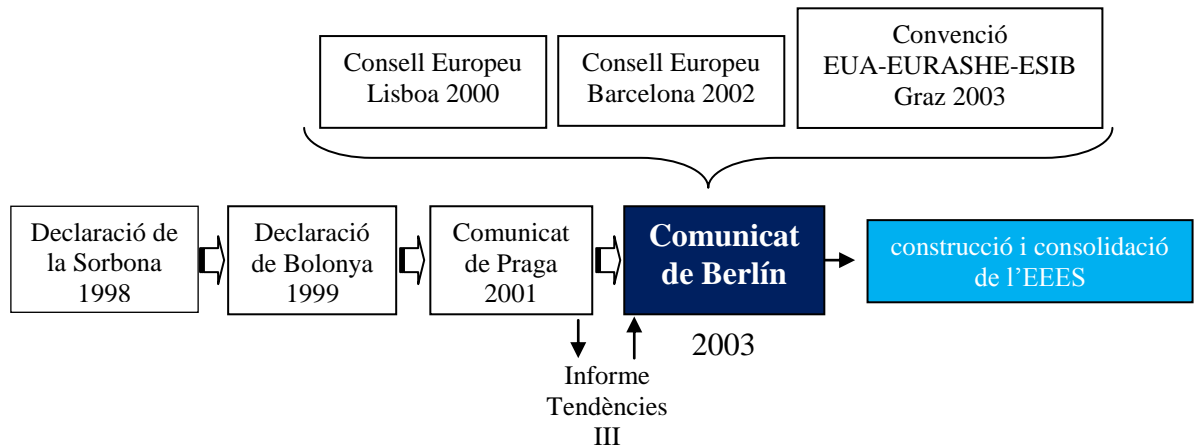 Consell Europeu
Lisboa 2000
Consell Europeu
Barcelona 2002
Convenció
EUA-EURASHE-ESIB
Graz 2003
Declaració de
la Sorbona
1998
Declaració
de Bolonya
1999
Comunicat
de Praga
2001
Comunicat
de Berlín
2003
construcció i consolidació
de l’EEES
Informe
Tendències
III